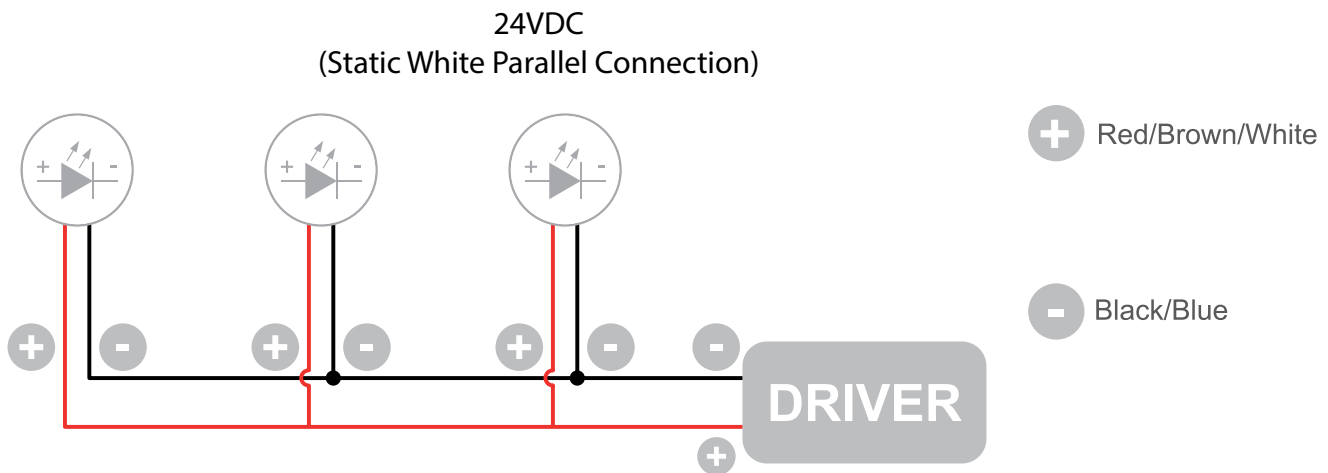 24VDC
(Static White Parallel Connection)
+ -
+ -
+ -
+ Red/Brown/White
- Black/Blue
+ -
+ -
+ -
-
DRIVER
+